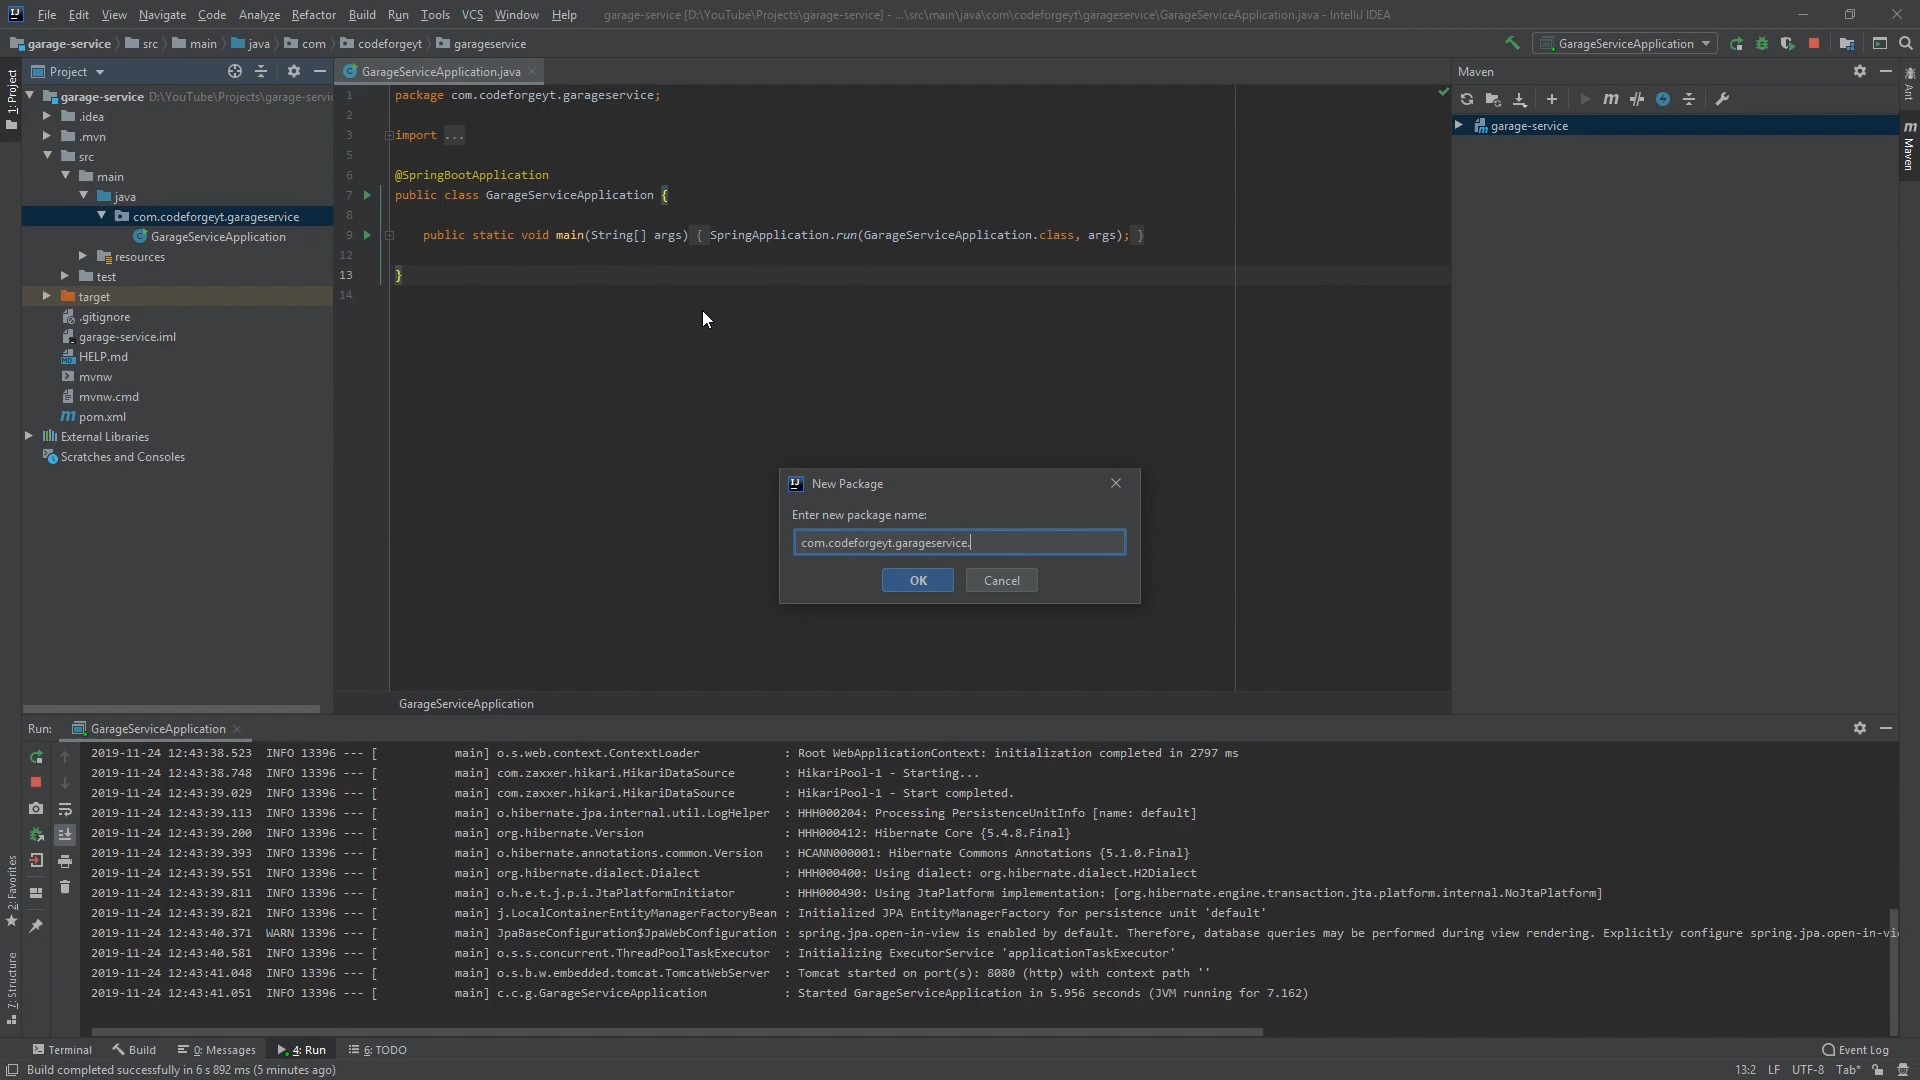 File Edit View Navigate Code Analyze Refactor Build Run Tools VCS Window Help garage-service [D:\YouTube\Projects\garage-service] - ...\src\main\java\com\codeforgeyt\garageservice\GarageServiceApplication.java - IntelliJ IDEA
garage-service src main java com codeforgeyt garageservice GarageServiceApplication
Project GarageServiceApplication.java Maven
1: Project
garage-service D:\YouTube\Projects\garage-servic
.idea
.mvn
src
main
java
com.codeforgeyt.garageservice
GarageServiceApplication
resources
test
target
.gitignore
garage-service.iml
HELP.md
mvnw
mvnw.cmd
pom.xml
External Libraries
Scratches and Consoles
1 package com.codeforgeyt.garageservice;
2
3 import ...
5
6 @SpringBootApplication
7 public class GarageServiceApplication {
8
9 public static void main(String[] args) { SpringApplication.run(GarageServiceApplication.class, args); }
12
13 }
14
GarageServiceApplication
garage-service
Ant
Maven
New Package
Enter new package name:
com.codeforgeyt.garageservice.
OK Cancel
Run: GarageServiceApplication
2019-11-24 12:43:38.523 INFO 13396 --- [ main] o.s.web.context.ContextLoader : Root WebApplicationContext: initialization completed in 2797 ms
2019-11-24 12:43:38.748 INFO 13396 --- [ main] com.zaxxer.hikari.HikariDataSource : HikariPool-1 - Starting...
2019-11-24 12:43:39.029 INFO 13396 --- [ main] com.zaxxer.hikari.HikariDataSource : HikariPool-1 - Start completed.
2019-11-24 12:43:39.113 INFO 13396 --- [ main] o.hibernate.jpa.internal.util.LogHelper : HHH000204: Processing PersistenceUnitInfo [name: default]
2019-11-24 12:43:39.200 INFO 13396 --- [ main] org.hibernate.Version : HHH000412: Hibernate Core {5.4.8.Final}
2019-11-24 12:43:39.393 INFO 13396 --- [ main] o.hibernate.annotations.common.Version : HCANN000001: Hibernate Commons Annotations {5.1.0.Final}
2019-11-24 12:43:39.551 INFO 13396 --- [ main] org.hibernate.dialect.Dialect : HHH000400: Using dialect: org.hibernate.dialect.H2Dialect
2019-11-24 12:43:39.811 INFO 13396 --- [ main] o.h.e.t.j.p.i.JtaPlatformInitiator : HHH000490: Using JtaPlatform implementation: [org.hibernate.engine.transaction.jta.platform.internal.NoJtaPlatform]
2019-11-24 12:43:39.821 INFO 13396 --- [ main] j.LocalContainerEntityManagerFactoryBean : Initialized JPA EntityManagerFactory for persistence unit 'default'
2019-11-24 12:43:40.371 WARN 13396 --- [ main] JpaBaseConfiguration$JpaWebConfiguration : spring.jpa.open-in-view is enabled by default. Therefore, database queries may be performed during view rendering. Explicitly configure spring.jpa.open-in-vi
2019-11-24 12:43:40.581 INFO 13396 --- [ main] o.s.s.concurrent.ThreadPoolTaskExecutor : Initializing ExecutorService 'applicationTaskExecutor'
2019-11-24 12:43:41.048 INFO 13396 --- [ main] o.s.b.w.embedded.tomcat.TomcatWebServer : Tomcat started on port(s): 8080 (http) with context path ''
2019-11-24 12:43:41.051 INFO 13396 --- [ main] c.c.g.GarageServiceApplication : Started GarageServiceApplication in 5.956 seconds (JVM running for 7.162)
2: Favorites
7: Structure
Terminal Build 0: Messages 4: Run 6: TODO Event Log
Build completed successfully in 6 s 892 ms (5 minutes ago) 13:2 LF UTF-8 Tab*